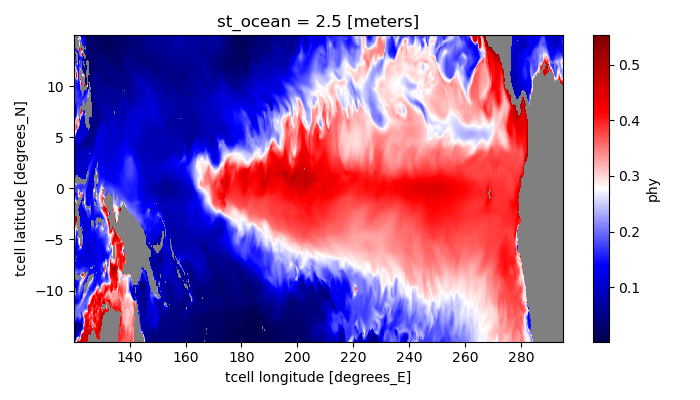 st_ocean = 2.5 [meters]
10
5
0
−5
−10
tcell latitude [degrees_N]
140 160 180 200 220 240 260 280
tcell longitude [degrees_E]
0.5
0.4
0.3
0.2
0.1
phy